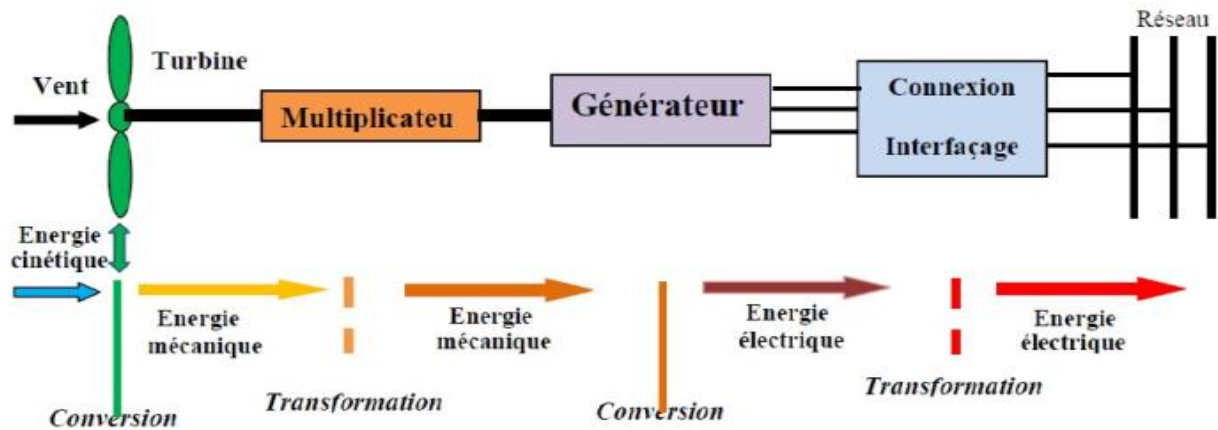 Réseau
Turbine
Vent
Multiplicateu
Générateur
Connexion
Interfaçage
Energie
cinétique
Energie
mécanique
Energie
mécanique
Energie
électrique
Energie
électrique
Conversion
Transformation
Conversion
Transformation